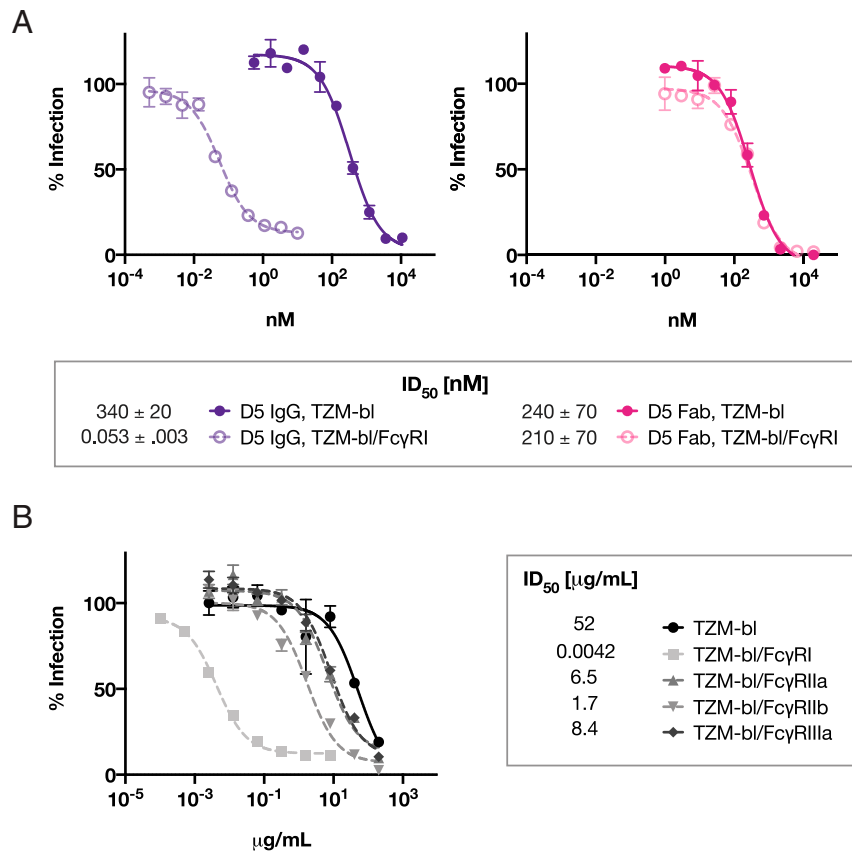 A
% Infection
100
50
0
10⁻⁴ 10⁻² 10⁰ 10² 10⁴
nM
% Infection
100
50
0
10⁻⁴ 10⁻² 10⁰ 10² 10⁴
nM
ID₅₀ [nM]
340 ± 20 D5 IgG, TZM-bl 240 ± 70 D5 Fab, TZM-bl
0.053 ± .003 D5 IgG, TZM-bl/FcγRI 210 ± 70 D5 Fab, TZM-bl/FcγRI
B
% Infection
100
50
0
10⁻⁵ 10⁻³ 10⁻¹ 10¹ 10³
μg/mL
ID₅₀ [μg/mL]
52 TZM-bl
0.0042 TZM-bl/FcγRI
6.5 TZM-bl/FcγRIIa
1.7 TZM-bl/FcγRIIb
8.4 TZM-bl/FcγRIIIa